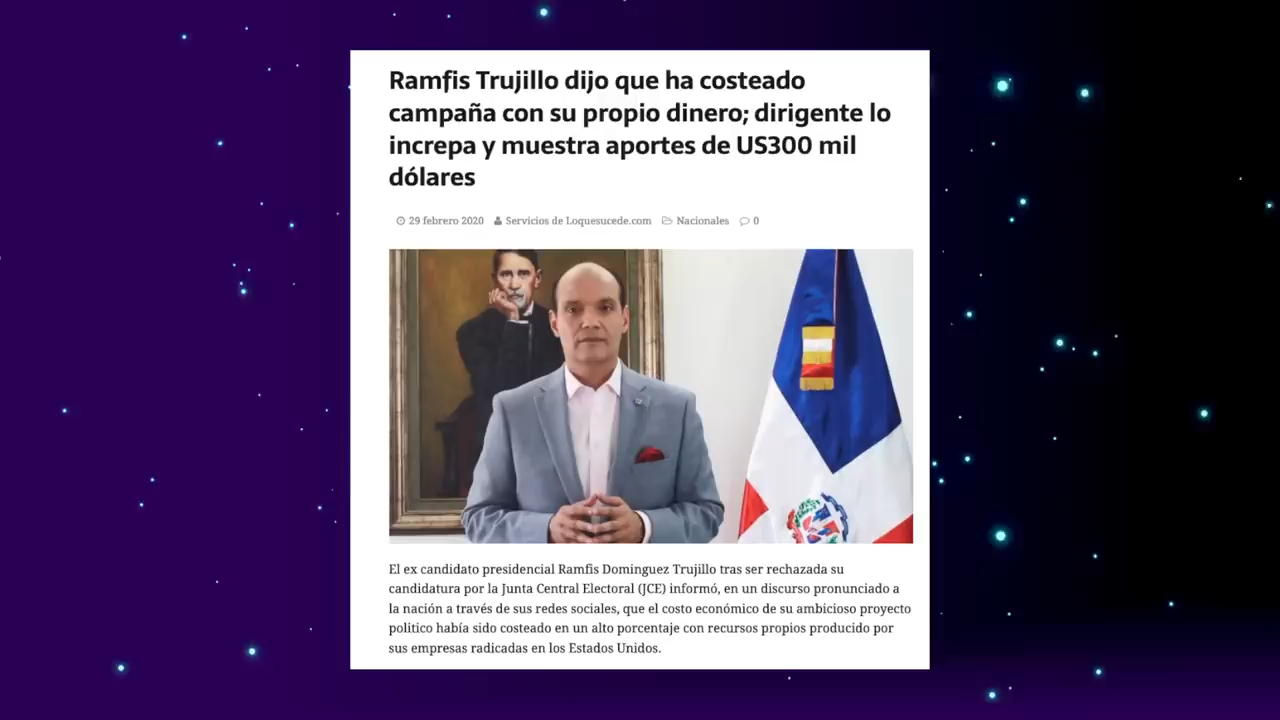 Ramfis Trujillo dijo que ha costeado
campaña con su propio dinero; dirigente lo
increpa y muestra aportes de US300 mil
dólares
29 febrero 2020 Servicios de Loquesucede.com Nacionales 0
El ex candidato presidencial Ramfis Dominguez Trujillo tras ser rechazada su
candidatura por la Junta Central Electoral (JCE) informó, en un discurso pronunciado a
la nación a través de sus redes sociales, que el costo económico de su ambicioso proyecto
politico había sido costeado en un alto porcentaje con recursos propios producido por
sus empresas radicadas en los Estados Unidos.